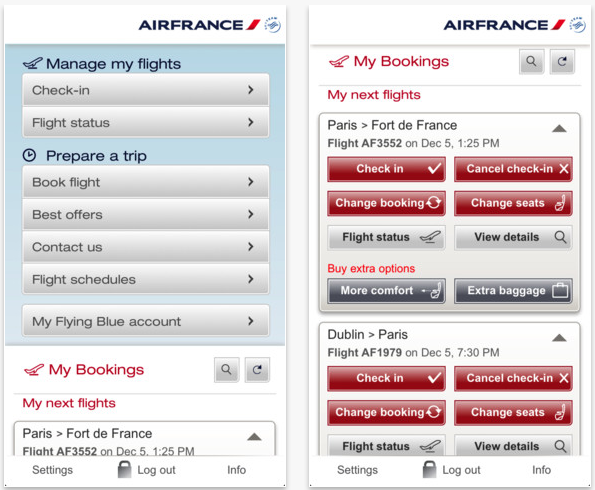 AIRFRANCE
Manage my flights
Check-in
Flight status
Prepare a trip
Book flight
Best offers
Contact us
Flight schedules
My Flying Blue account
My Bookings
My next flights
Paris > Fort de France
Flight AF3552 on Dec 5, 1:25 PM
Settings Log out Info
AIRFRANCE
My Bookings
My next flights
Paris > Fort de France
Flight AF3552 on Dec 5, 1:25 PM
Check in Cancel check-in
Change booking Change seats
Flight status View details
Buy extra options
More comfort Extra baggage
Dublin > Paris
Flight AF1979 on Dec 5, 7:30 PM
Check in Cancel check-in
Change booking Change seats
Flight status View details
Settings Log out Info